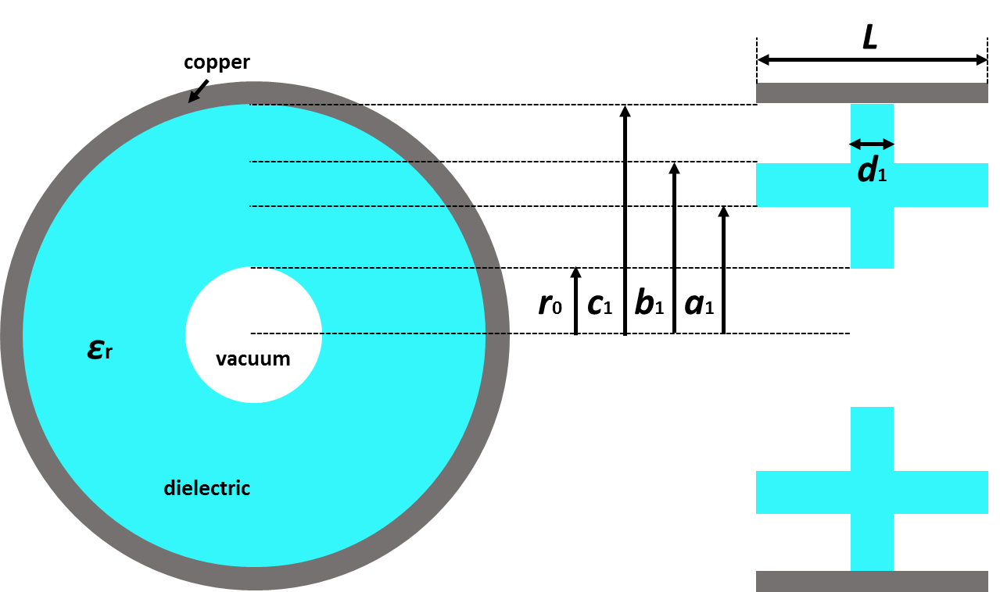 L
copper
d1
r0 c1 b1 a1
εr
vacuum
dielectric